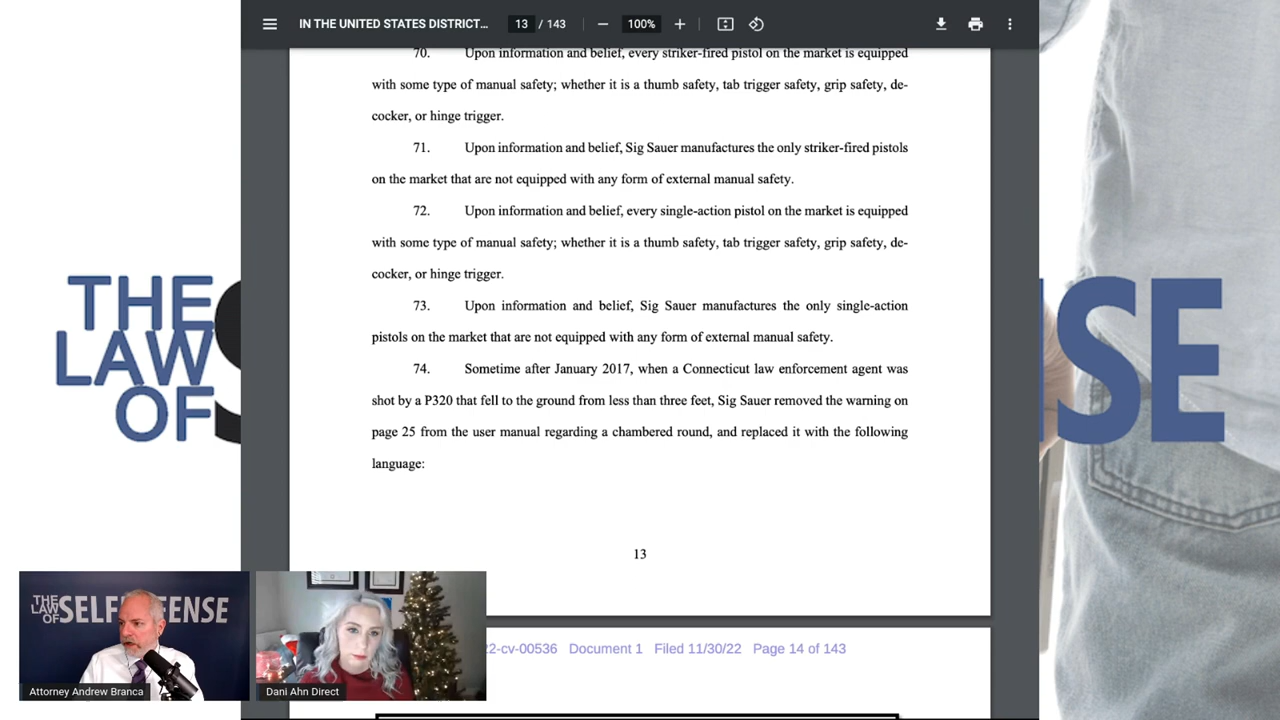 IN THE UNITED STATES DISTRICT...
13 / 143
100%
70. Upon information and belief, every striker-fired pistol on the market is equipped
with some type of manual safety; whether it is a thumb safety, tab trigger safety, grip safety, de-
cocker, or hinge trigger.
71. Upon information and belief, Sig Sauer manufactures the only striker-fired pistols
on the market that are not equipped with any form of external manual safety.
72. Upon information and belief, every single-action pistol on the market is equipped
with some type of manual safety; whether it is a thumb safety, tab trigger safety, grip safety, de-
cocker, or hinge trigger.
73. Upon information and belief, Sig Sauer manufactures the only single-action
pistols on the market that are not equipped with any form of external manual safety.
74. Sometime after January 2017, when a Connecticut law enforcement agent was
shot by a P320 that fell to the ground from less than three feet, Sig Sauer removed the warning on
page 25 from the user manual regarding a chambered round, and replaced it with the following
language:
13
22-cv-00536 Document 1 Filed 11/30/22 Page 14 of 143
THE
LAW
OF
S
NSE
THE
LAW
OF
SELF
FENSE
Attorney Andrew Branca
Dani Ahn Direct